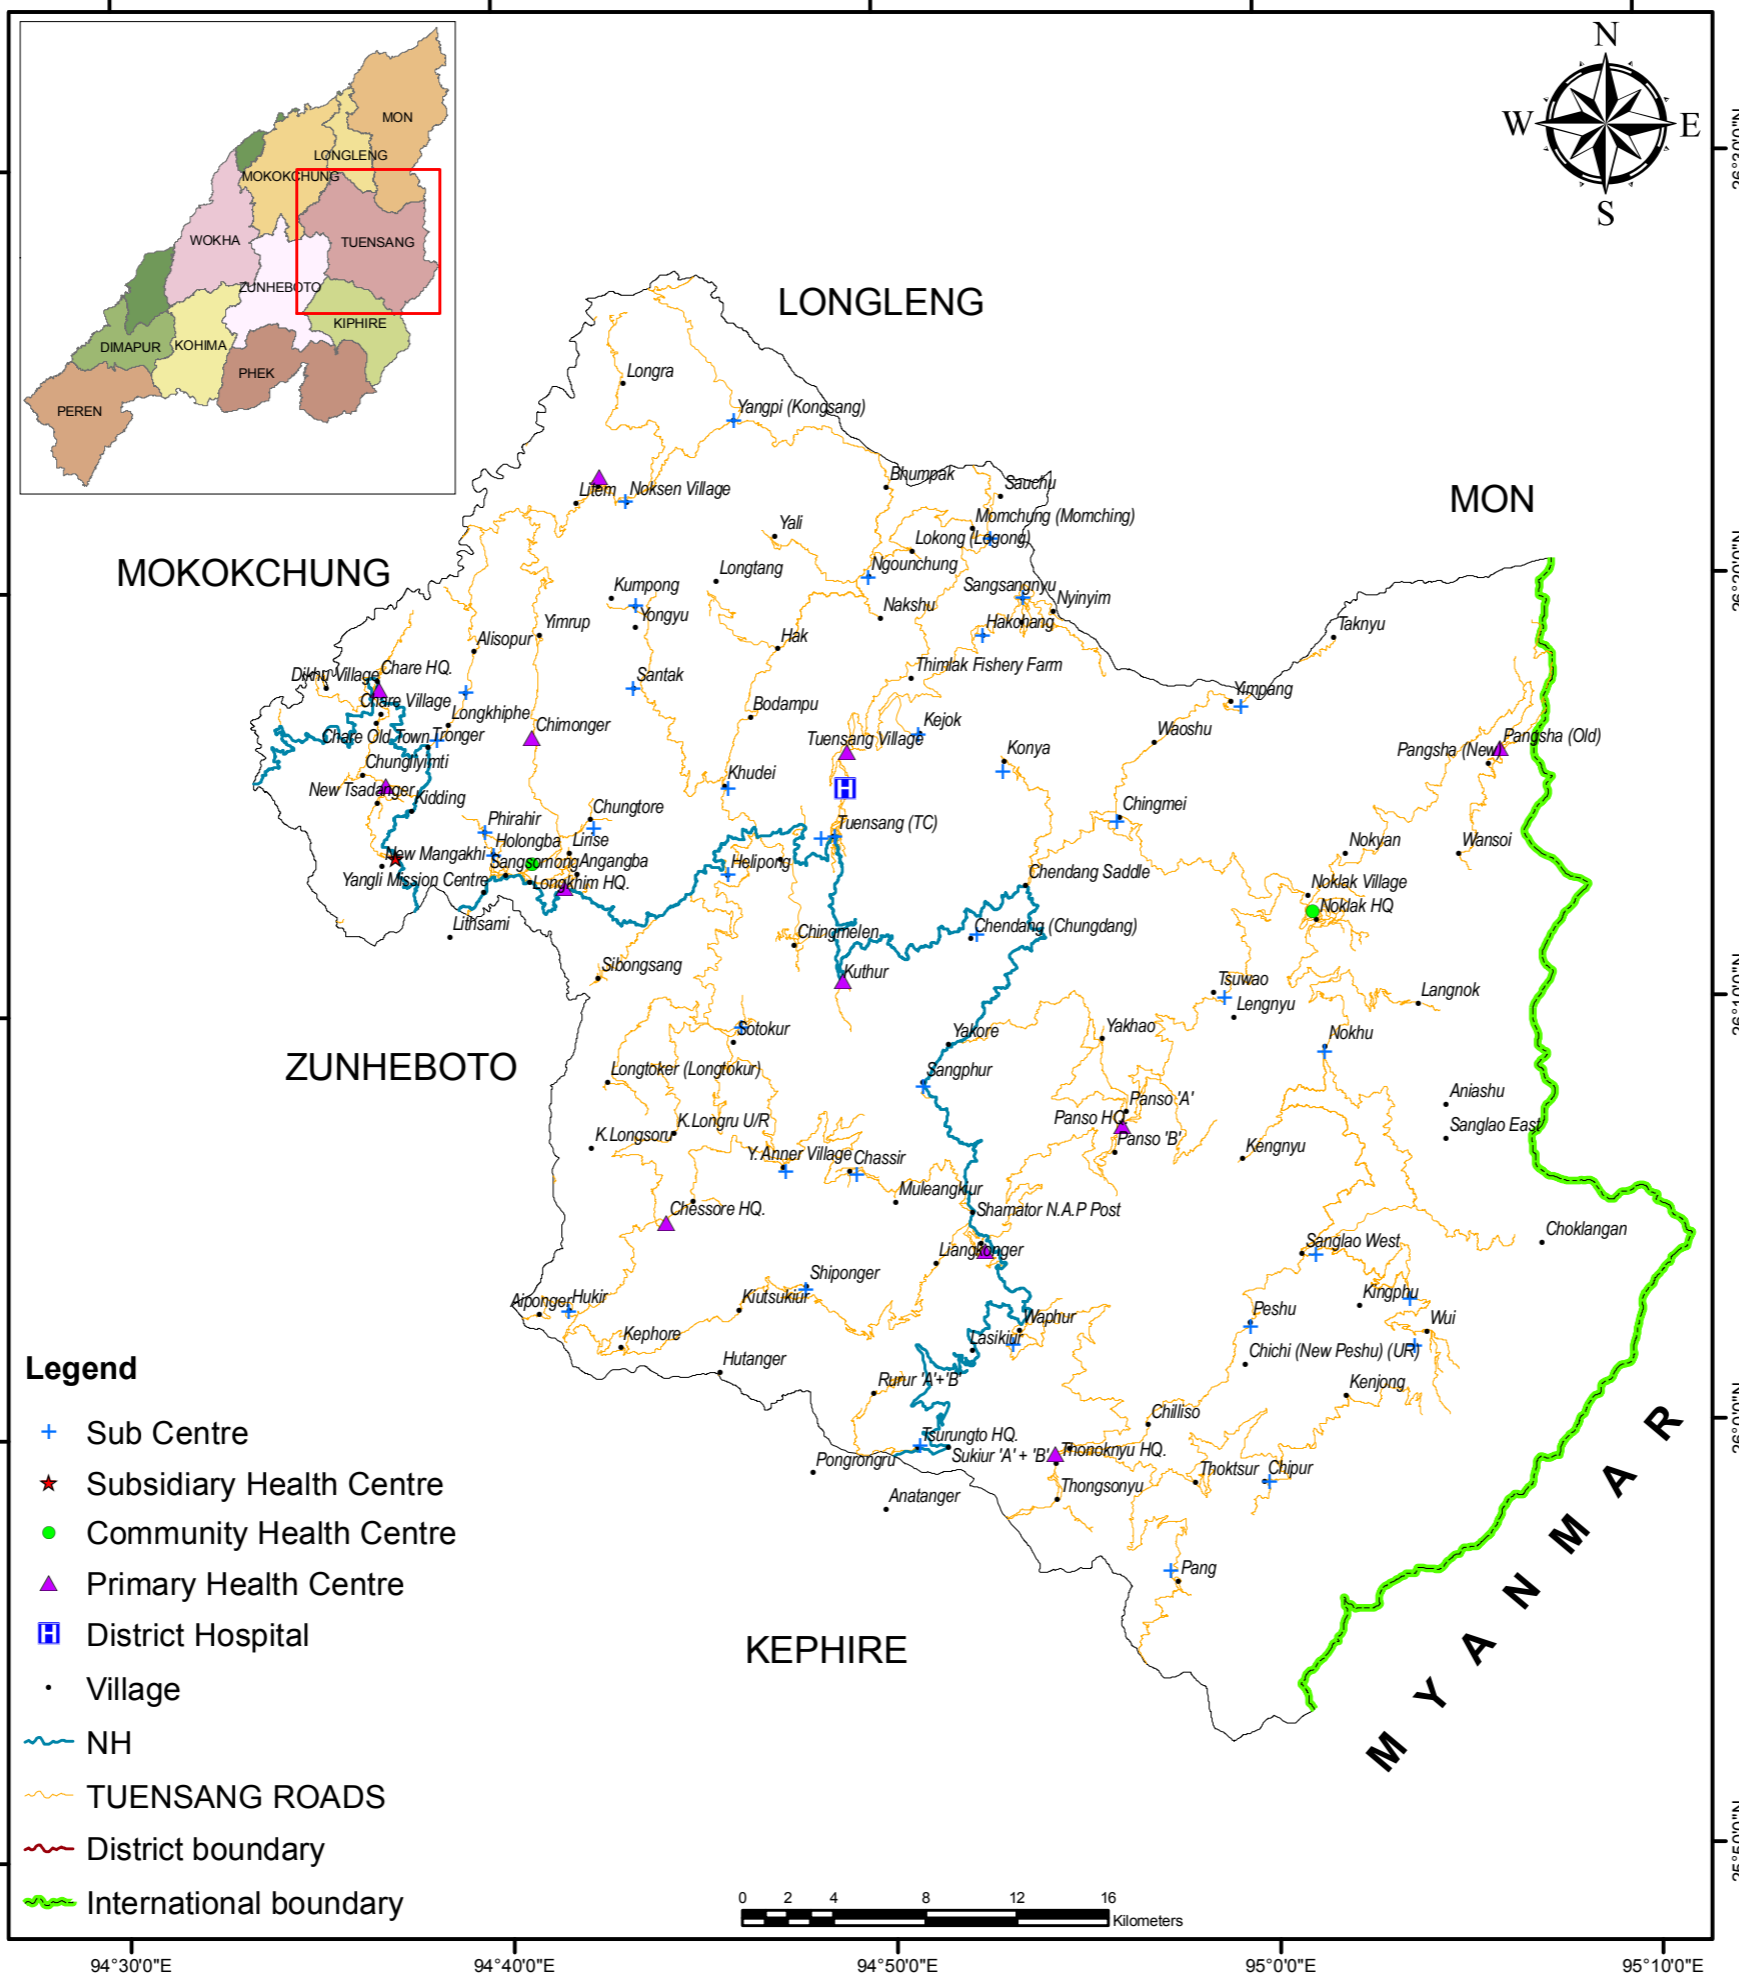 N
W
E
S
MON
LONGLENG
MOKOKCHUNG
WOKHA
TUENSANG
ZUNHEBOTO
KIPHIRE
DIMAPUR
KOHIMA
PHEK
PEREN
LONGLENG
MON
MOKOKCHUNG
ZUNHEBOTO
KEPHIRE
MYANMAR
Longra
Yangpi (Kongsang)
Bhumpak
Sauchu
Litem
Noksen Village
Momchung (Momching)
Yali
Lokong (Legong)
Longtang
Ngounchung
Kumpong
Sangsangnyu
Nyinyim
Yongyu
Nakshu
Hakchang
Taknyu
Yimrup
Alisopur
Hak
Thimlak Fishery Farm
Dikhu Village
Chare HQ.
Santak
Yimpang
Chare Village
Longkhiphe
Chimonger
Bodampu
Kejok
Waoshu
Chare Old Town
Tronger
Tuensang Village
Konya
Pangsha (New)
Pangsha (Old)
Chungliyimti
Khudei
New Tsadanger
Kidding
Chungtore
Chingmei
Phirahir
Tuensang (TC)
Holongba
Lirise
Nokyan
Wansoi
New Mangakhi
Sangsomong
Angangba
Helipong
Yangli Mission Centre
Longkhim HQ.
Chendang Saddle
Noklak Village
Noklak HQ
Lithsami
Chingmelen
Chendang (Chungdang)
Sibongsang
Kuthur
Tsuwao
Lengnyu
Langnok
Sotokur
Yakore
Yakhao
Nokhu
Longtoker (Longtokur)
Sangphur
Panso 'A'
Aniashu
K.Longru U/R
Panso HQ
Sanglao East
K.Longsoru
Panso 'B'
Kengnyu
Y. Anner Village
Chassir
Muleangkiur
Chessore HQ.
Shamator N.A.P Post
Choklangan
Liangkonger
Sanglao West
Shiponger
Aiponger
Hukir
Kiutsukiur
Kingphu
Peshu
Waphur
Wui
Kephore
Lasikiur
Chichi (New Peshu) (UR)
Hutanger
Rurur 'A'+'B'
Kenjong
Chilliso
Tsurungto HQ.
Sukiur 'A' + 'B'
Thonoknyu HQ.
Pongrongru
Thoktsur
Chipur
Anatanger
Thongsonyu
Pang
Legend
Sub Centre
Subsidiary Health Centre
Community Health Centre
Primary Health Centre
H
District Hospital
Village
NH
TUENSANG ROADS
District boundary
International boundary
H
0 2 4 8 12 16
Kilometers
94°30'0"E
94°40'0"E
94°50'0"E
95°0'0"E
95°10'0"E